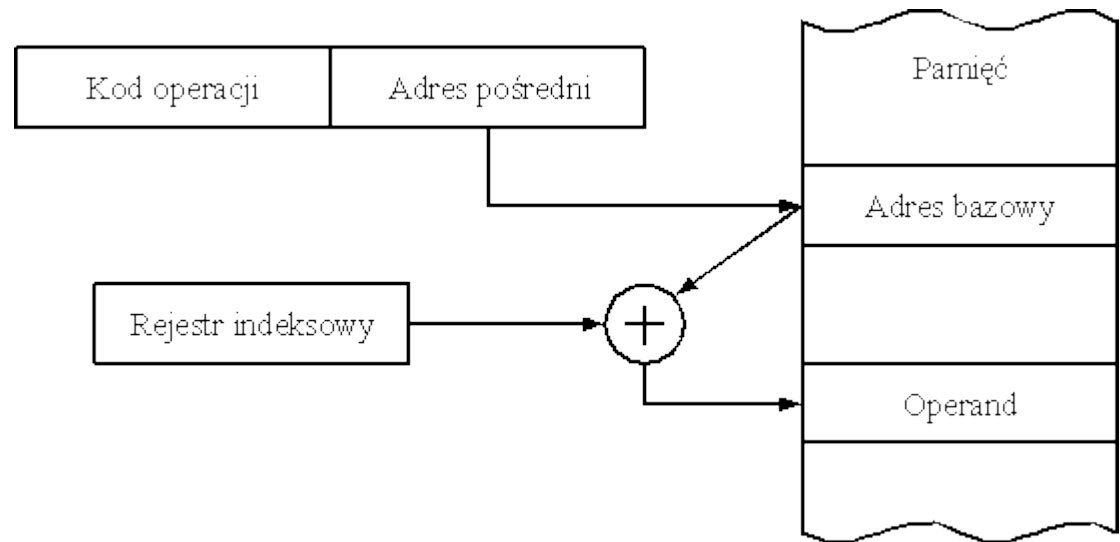 Kod operacji
Adres pośredni
Pamięć
Adres bazowy
Rejestr indeksowy
+
Operand